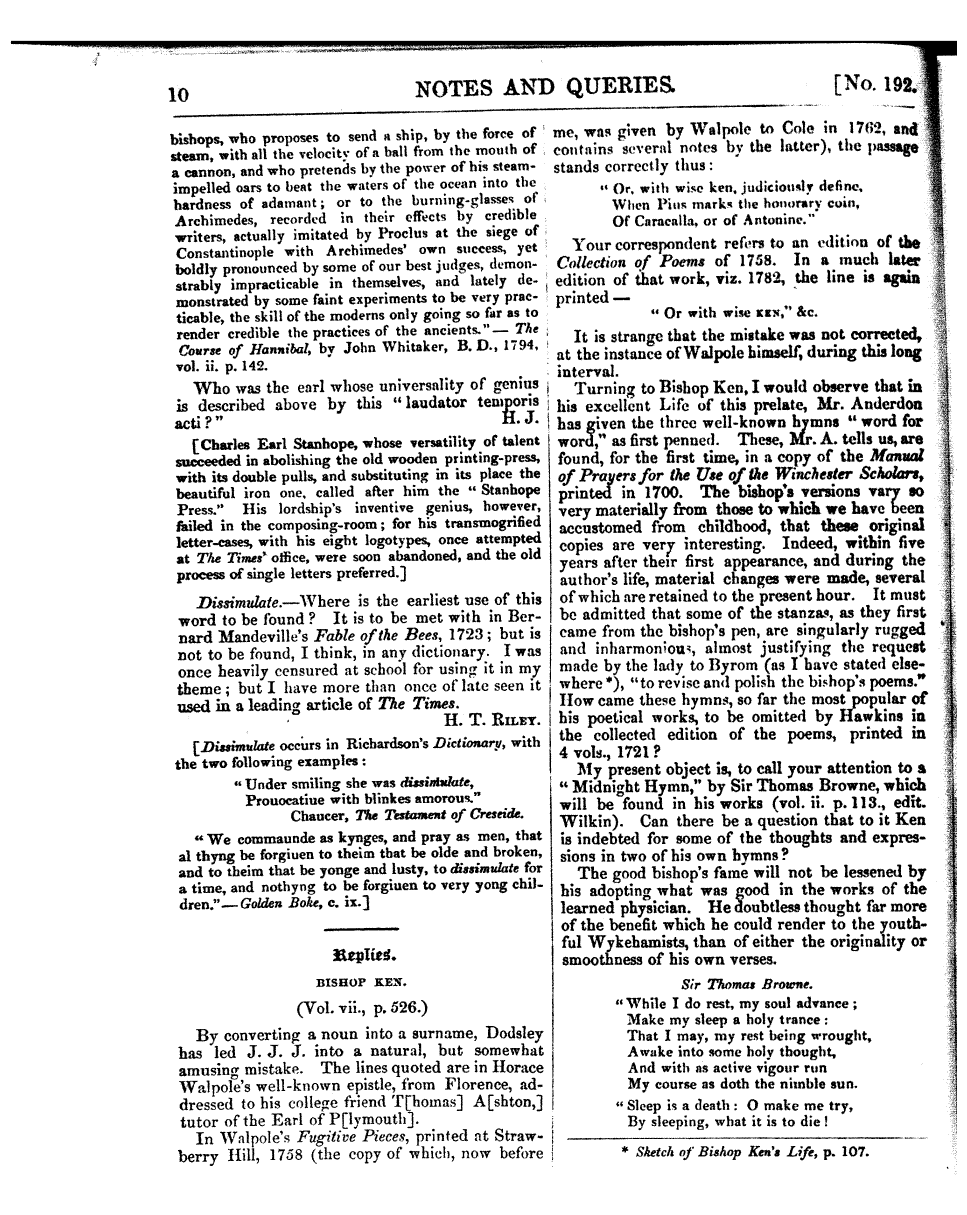 10
NOTES AND QUERIES.
[No. 192.
bishops, who proposes to send a ship, by the force of
steam, with all the velocity of a ball from the mouth of
a cannon, and who pretends by the power of his steam-
impelled oars to beat the waters of the ocean into the
hardness of adamant; or to the burning-glasses of
Archimedes, recorded in their effects by credible
writers, actually imitated by Proclus at the siege of
Constantinople with Archimedes' own success, yet
boldly pronounced by some of our best judges, demon-
strably impracticable in themselves, and lately de-
monstrated by some faint experiments to be very prac-
ticable, the skill of the moderns only going so far as to
render credible the practices of the ancients."— The
Course of Hannibal, by John Whitaker, B. D., 1794,
vol. ii. p. 142.
Who was the earl whose universality of genius
is described above by this "laudator temporis
acti?" H. J.
[Charles Earl Stanhope, whose versatility of talent
succeeded in abolishing the old wooden printing-press,
with its double pulls, and substituting in its place the
beautiful iron one, called after him the "Stanhope
Press." His lordship's inventive genius, however,
failed in the composing-room; for his transmogrified
letter-cases, with his eight logotypes, once attempted
at The Times' office, were soon abandoned, and the old
process of single letters preferred.]
Dissimulate.—Where is the earliest use of this
word to be found? It is to be met with in Ber-
nard Mandeville's Fable of the Bees, 1723; but is
not to be found, I think, in any dictionary. I was
once heavily censured at school for using it in my
theme; but I have more than once of late seen it
used in a leading article of The Times.
H. T. RILEY.
[Dissimulate occurs in Richardson's Dictionary, with
the two following examples:
"Under smiling she was dissimulate,
Prouocatiue with blinkes amorous."
Chaucer, The Testament of Creseide.
"We commaunde as kynges, and pray as men, that
al thyng be forgiuen to theim that be olde and broken,
and to theim that be yonge and lusty, to dissimulate for
a time, and nothyng to be forgiuen to very yong chil-
dren."—Golden Boke, c. ix.]
Replies.
BISHOP KEN.
(Vol. vii., p. 526.)
By converting a noun into a surname, Dodsley
has led J. J. J. into a natural, but somewhat
amusing mistake. The lines quoted are in Horace
Walpole's well-known epistle, from Florence, ad-
dressed to his college friend T[homas] A[shton,]
tutor of the Earl of P[lymouth].
In Walpole's Fugitive Pieces, printed at Straw-
berry Hill, 1758 (the copy of which, now before
me, was given by Walpole to Cole in 1762, and
contains several notes by the latter), the passage
stands correctly thus:
"Or, with wise ken, judiciously define,
When Pius marks the honorary coin,
Of Caracalla, or of Antonine."
Your correspondent refers to an edition of the
Collection of Poems of 1758. In a much later
edition of that work, viz. 1782, the line is again
printed —
"Or with wise KEN," &c.
It is strange that the mistake was not corrected,
at the instance of Walpole himself, during this long
interval.
Turning to Bishop Ken, I would observe that in
his excellent Life of this prelate, Mr. Anderdon
has given the three well-known hymns "word for
word," as first penned. These, Mr. A. tells us, are
found, for the first time, in a copy of the Manual
of Prayers for the Use of the Winchester Scholars,
printed in 1700. The bishop's versions vary so
very materially from those to which we have been
accustomed from childhood, that these original
copies are very interesting. Indeed, within five
years after their first appearance, and during the
author's life, material changes were made, several
of which are retained to the present hour. It must
be admitted that some of the stanzas, as they first
came from the bishop's pen, are singularly rugged
and inharmonious, almost justifying the request
made by the lady to Byrom (as I have stated else-
where *), "to revise and polish the bishop's poems."
How came these hymns, so far the most popular of
his poetical works, to be omitted by Hawkins in
the collected edition of the poems, printed in
4 vols., 1721?
My present object is, to call your attention to a
"Midnight Hymn," by Sir Thomas Browne, which
will be found in his works (vol. ii. p. 113., edit.
Wilkin). Can there be a question that to it Ken
is indebted for some of the thoughts and expres-
sions in two of his own hymns?
The good bishop's fame will not be lessened by
his adopting what was good in the works of the
learned physician. He doubtless thought far more
of the benefit which he could render to the youth-
ful Wykehamists, than of either the originality or
smoothness of his own verses.
Sir Thomas Browne.
"While I do rest, my soul advance;
Make my sleep a holy trance:
That I may, my rest being wrought,
Awake into some holy thought,
And with as active vigour run
My course as doth the nimble sun.
"Sleep is a death: O make me try,
By sleeping, what it is to die!
* Sketch of Bishop Ken's Life, p. 107.